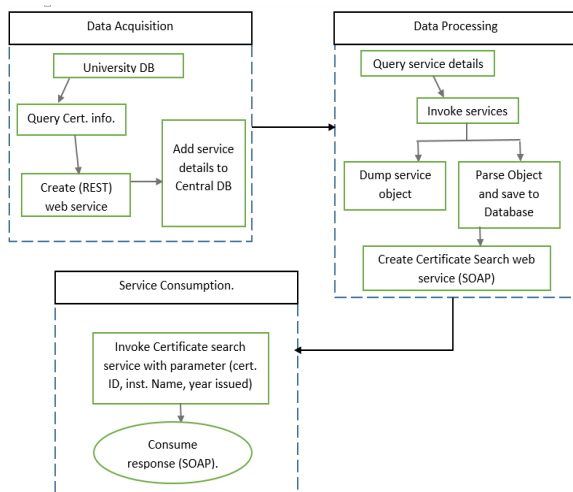 Data Acquisition
University DB
Query Cert. info.
Create (REST)
web service
Add service
details to
Central DB
Data Processing
Query service details
Invoke services
Dump service
object
Parse Object
and save to
Database
Create Certificate Search web
service (SOAP)
Service Consumption.
Invoke Certificate search
service with parameter (cert.
ID, inst. Name, year issued)
Consume
response (SOAP).